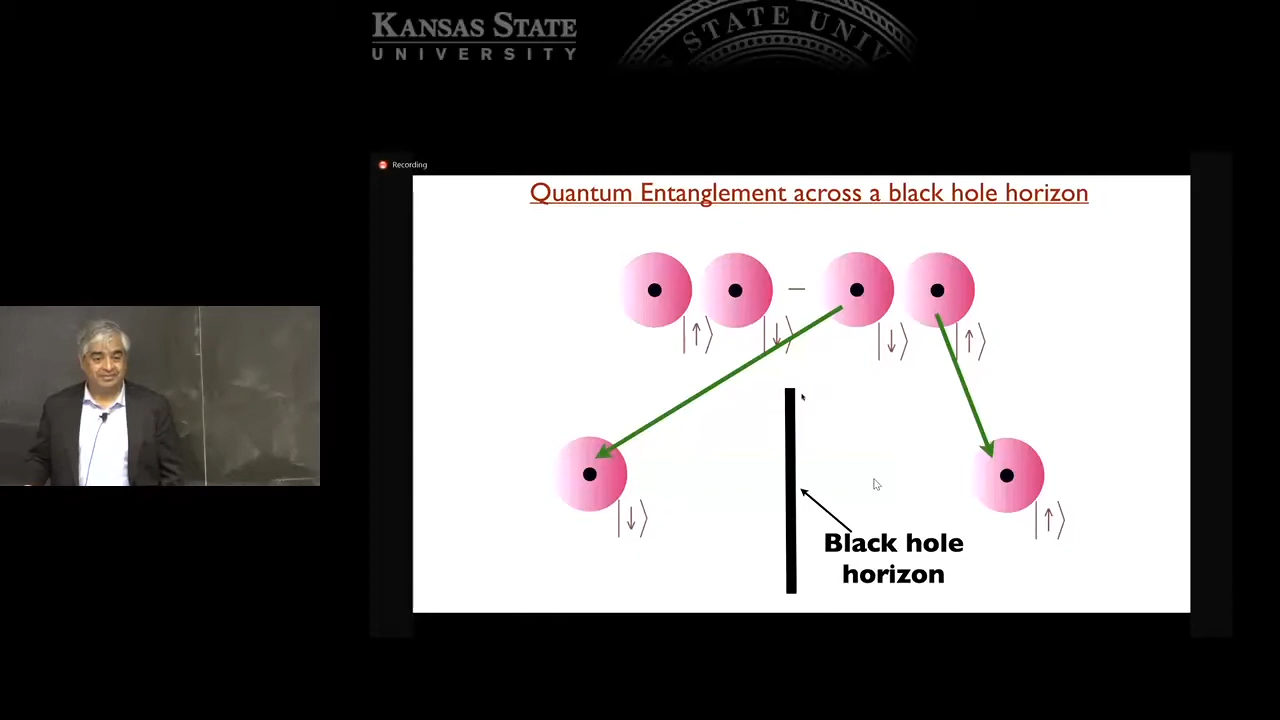 KANSAS STATE
UNIVERSITY
STATE UNIV
Recording
Quantum Entanglement across a black hole horizon
−
|↑⟩ |↓⟩ |↓⟩ |↑⟩
|↓⟩ |↑⟩
Black hole
horizon